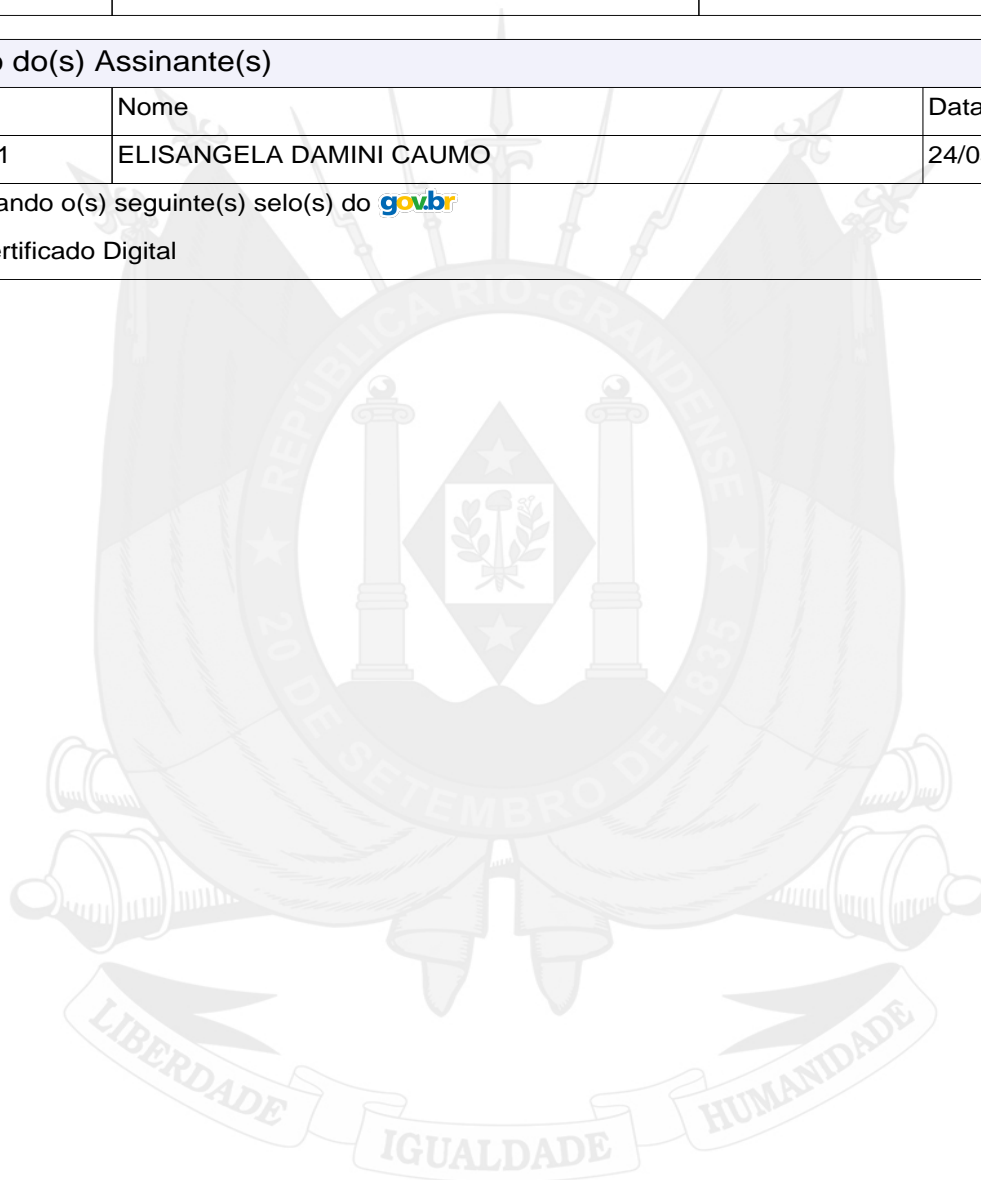 o do(s) Assinante(s)
Nome Data
1 ELISANGELA DAMINI CAUMO 24/0
ando o(s) seguinte(s) selo(s) do gov.br
ertificado Digital
REPÚBLICA RIO-GRANDENSE
20 DE SETEMBRO DE 1835
LIBERDADE
IGUALDADE
HUMANIDADE